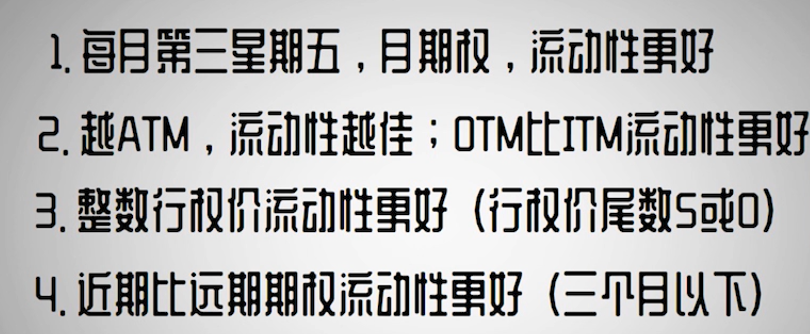 1. 每月第三星期五，月期权，流动性更好
2. 越ATM，流动性越佳；OTM比ITM流动性更好
3. 整数行权价流动性更好（行权价尾数5或0）
4. 近期比远期期权流动性更好（三个月以下）